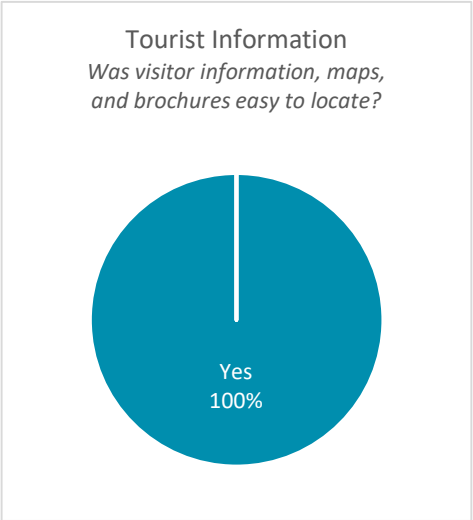 Tourist Information
Was visitor information, maps,
and brochures easy to locate?
Yes
100%